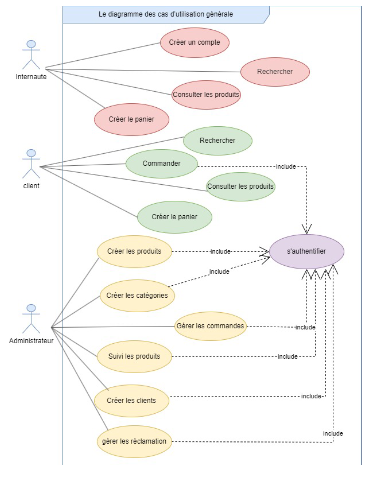 Le diagramme des cas d'utilisation générale
Créer un compte
internaute
Rechercher
Consulter les produits
Créer le panier
Rechercher
Commander
include
client
Consulter les produits
Créer le panier
Créer les produits
include
s'authentifier
include
Créer les catégories
Administrateur
Gérer les commandes
include
Suivi les produits
include
Créer les clients
include
gérer les réclamation
include